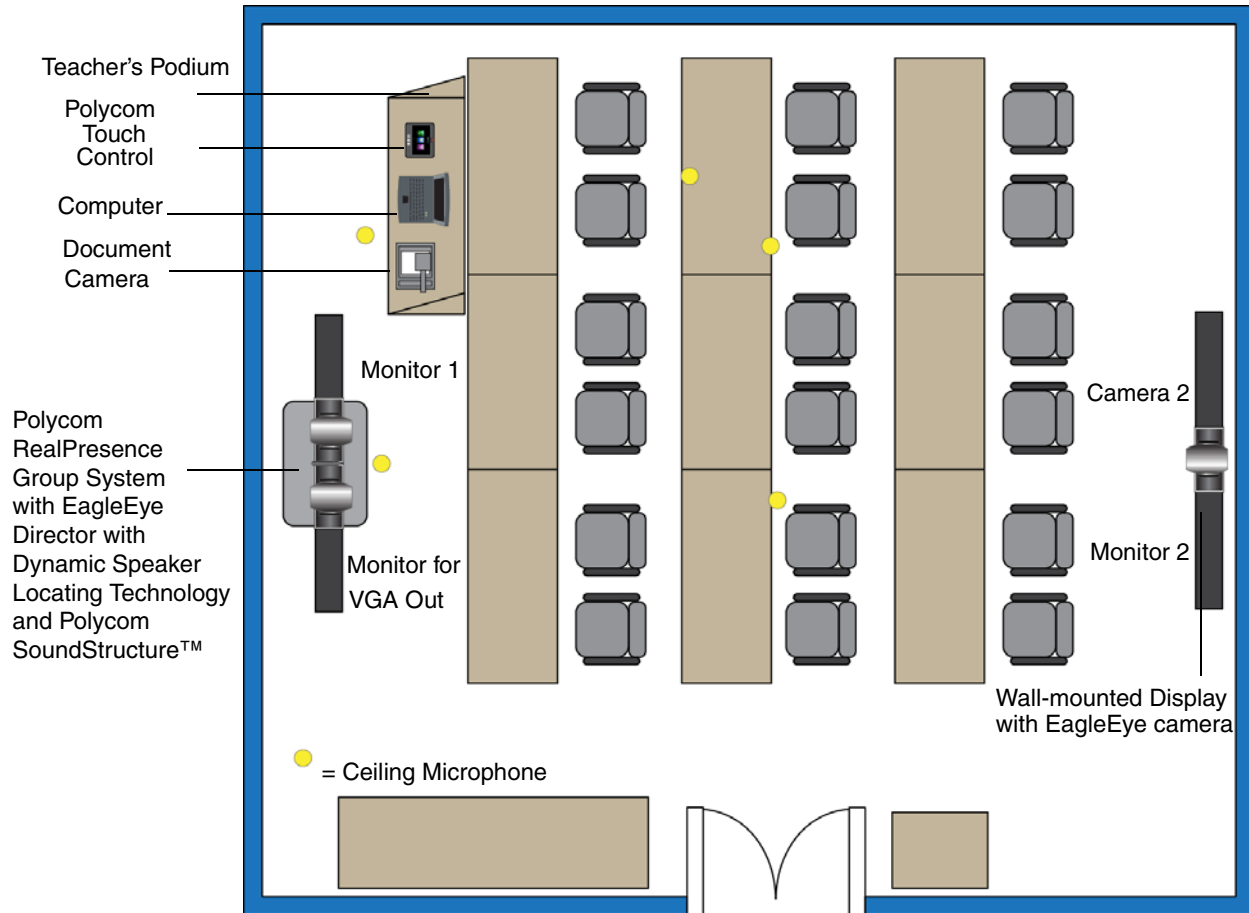 Teacher's Podium
Polycom
Touch
Control
Computer
Document
Camera
Monitor 1
Polycom
RealPresence
Group System
with EagleEye
Director with
Dynamic Speaker
Locating Technology
and Polycom
SoundStructure™
Monitor for
VGA Out
Camera 2
Monitor 2
Wall-mounted Display
with EagleEye camera
= Ceiling Microphone